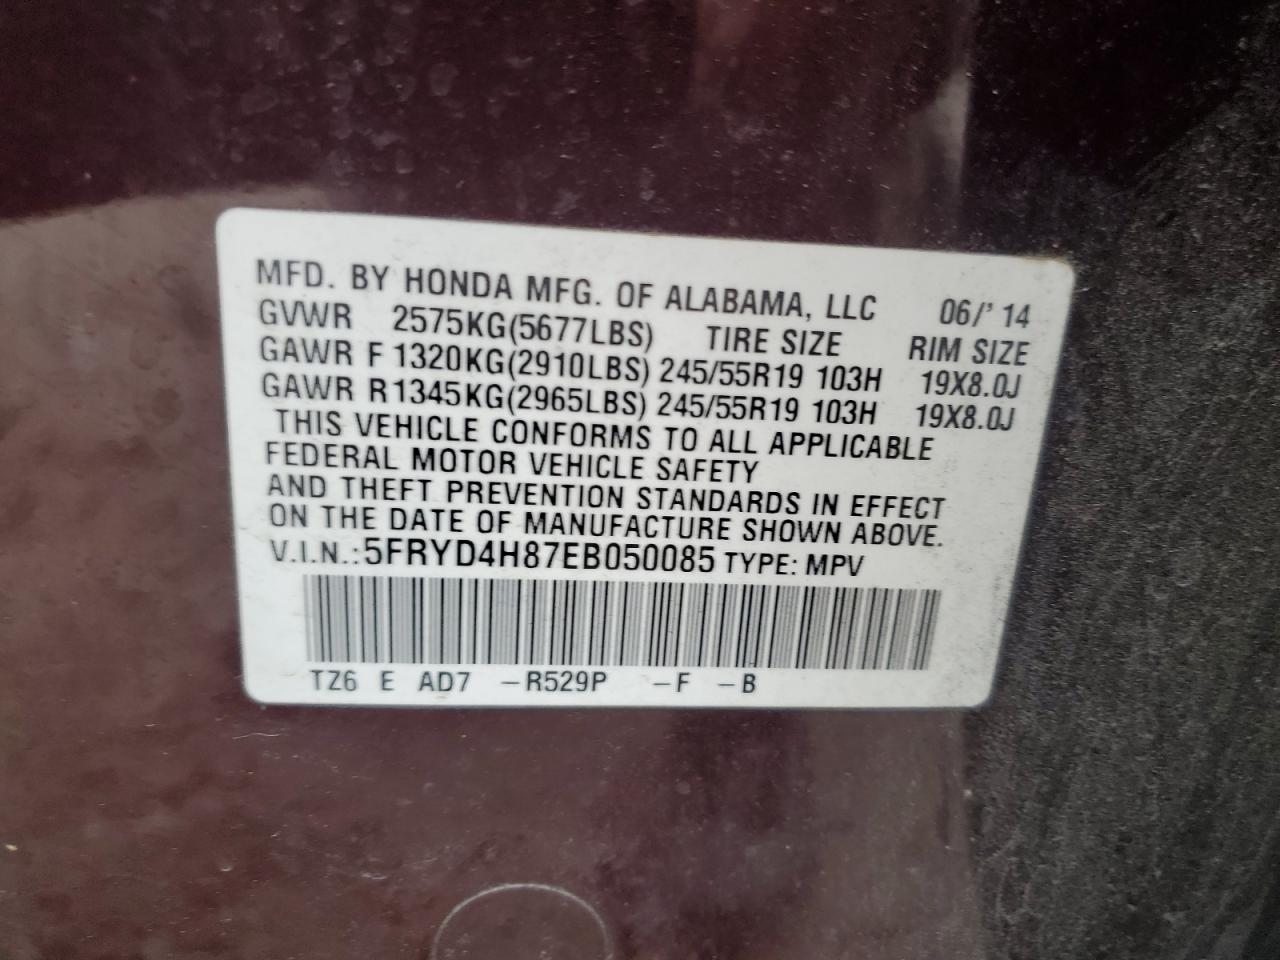 MFD. BY HONDA MFG. OF ALABAMA, LLC 06/' 14
GVWR 2575KG(5677LBS) TIRE SIZE RIM SIZE
GAWR F 1320KG(2910LBS) 245/55R19 103H 19X8.0J
GAWR R 1345KG(2965LBS) 245/55R19 103H 19X8.0J
THIS VEHICLE CONFORMS TO ALL APPLICABLE
FEDERAL MOTOR VEHICLE SAFETY
AND THEFT PREVENTION STANDARDS IN EFFECT
ON THE DATE OF MANUFACTURE SHOWN ABOVE.
V.I.N.:5FRYD4H87EB050085 TYPE: MPV
TZ6 E AD7 -R529P -F -B